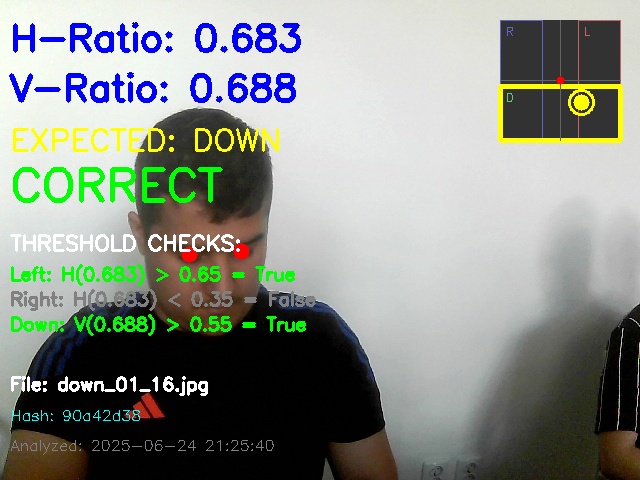 H-Ratio: 0.683
V-Ratio: 0.688
EXPECTED: DOWN
CORRECT
THRESHOLD CHECKS:
Left: H(0.683) > 0.65 = True
Right: H(0.683) < 0.35 = False
Down: V(0.688) > 0.55 = True
File: down_01_16.jpg
Hash: 90a42d38
Analyzed: 2025-06-24 21:25:40
R
L
D